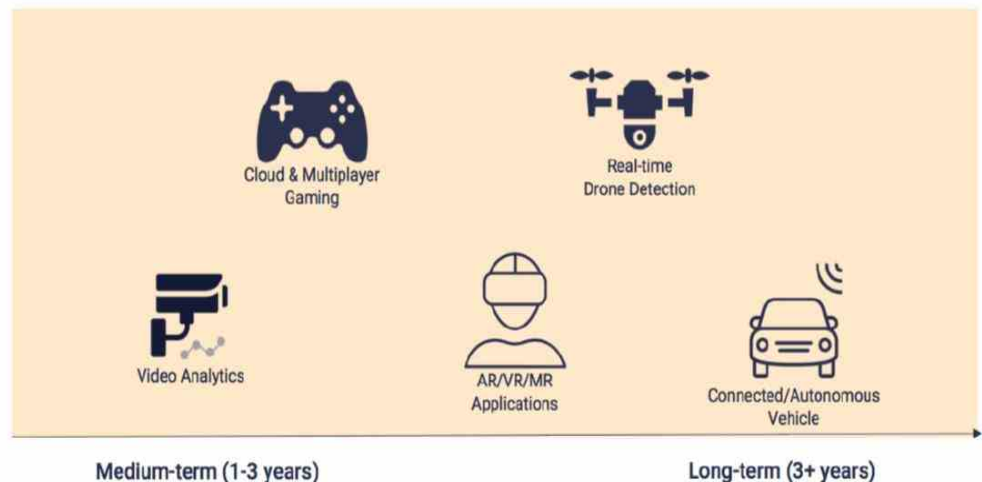 Cloud & Multiplayer
Gaming
Real-time
Drone Detection
Video Analytics
AR/VR/MR
Applications
Connected/Autonomous
Vehicle
Medium-term (1-3 years)
Long-term (3+ years)